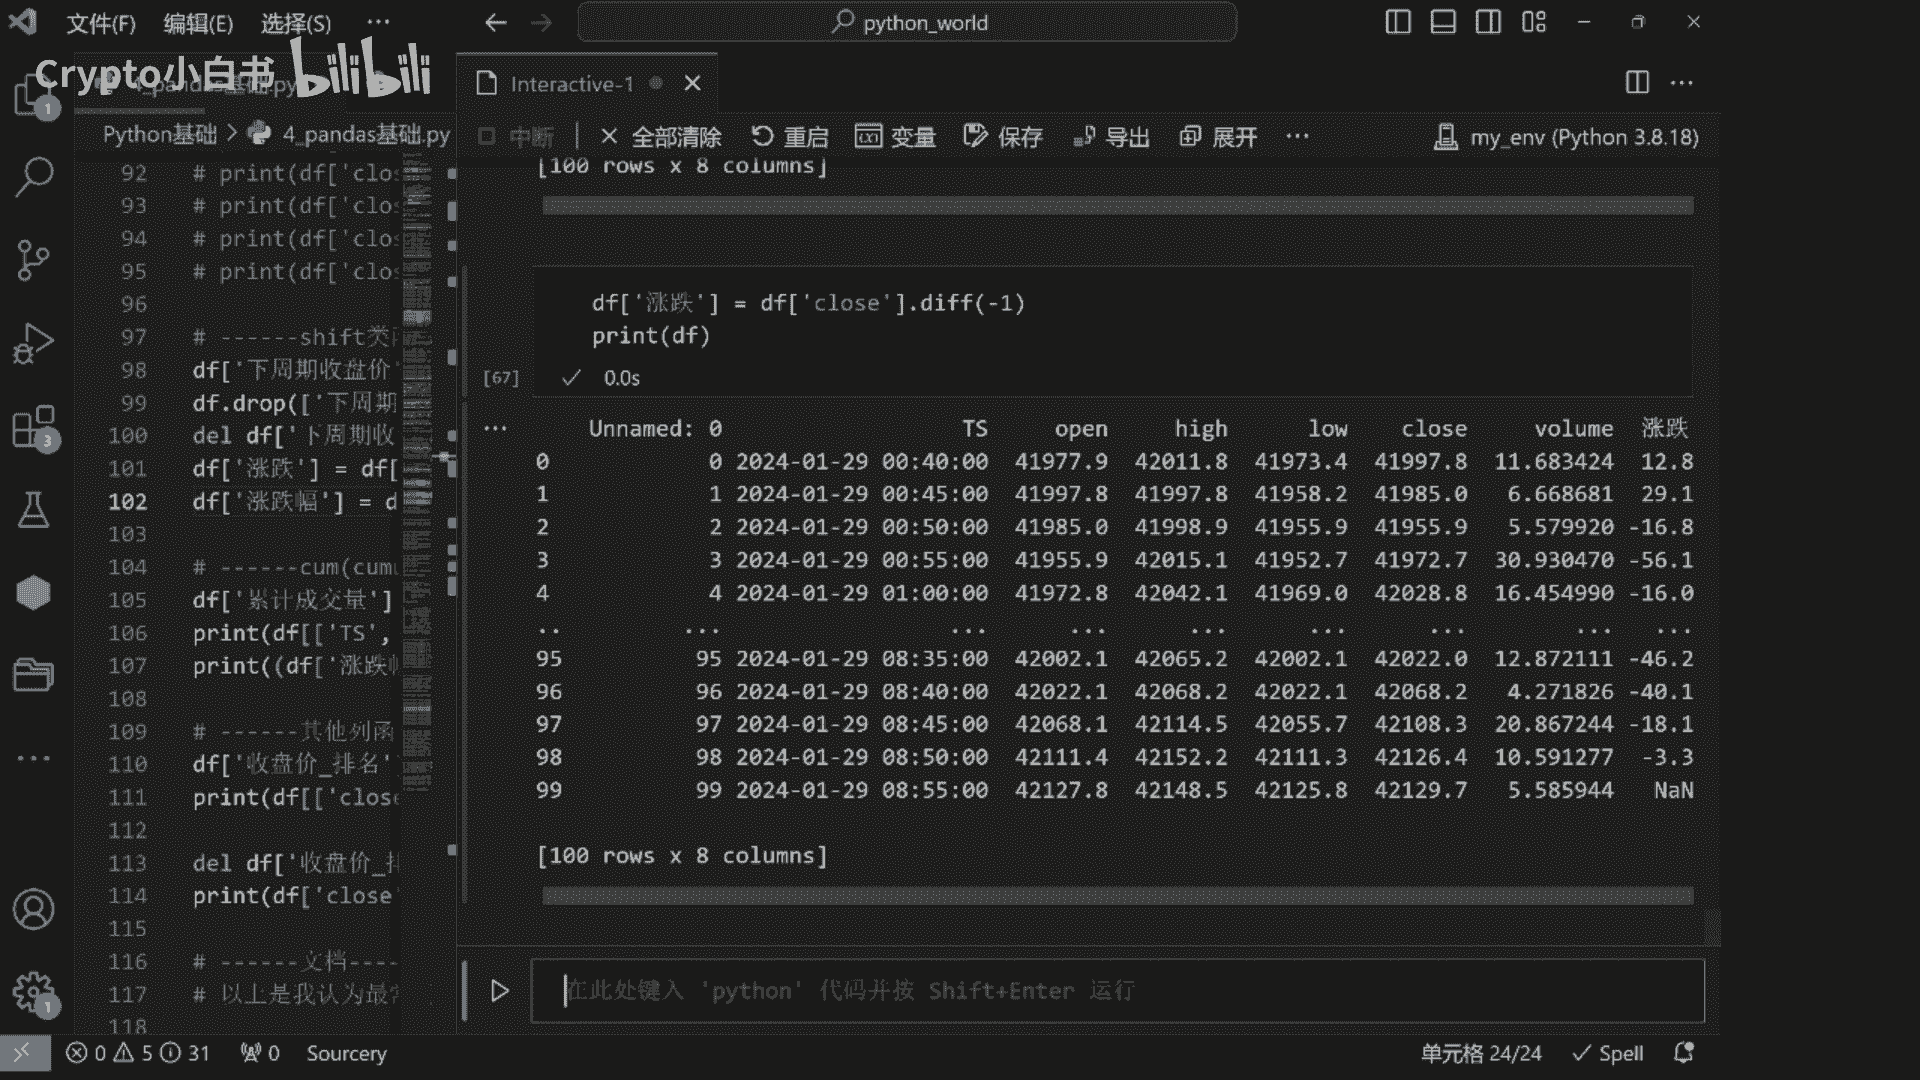 文件(F) 编辑(E) 选择(S) ··· python_world
Crypto小白书 bilibili
Interactive-1
Python基础 > 4_pandas基础.py
中断 全部清除 重启 变量 保存 导出 展开 ··· my_env (Python 3.8.18)
92 # print(df['clo
93 # print(df['clo
94 # print(df['clo
95 # print(df['clo
96
97 # ------shift类
98 df['下周期收盘价'
99 df.drop(['下周期
100 del df['下周期收
101 df['涨跌'] = df[
102 df['涨跌幅'] = d
103
104 # ------cum(cum
105 df['累计成交量']
106 print(df[['TS',
107 print((df['涨跌
108
109 # ------其他列函
110 df['收盘价_排名'
111 print(df[['close
112
113 del df['收盘价_
114 print(df['close'
115
116 # ------文档----
117 # 以上是我认为最
118
[100 rows x 8 columns]
df['涨跌'] = df['close'].diff(-1)
print(df)
[67] ✓ 0.0s
··· Unnamed: 0 TS open high low close volume 涨跌
0 0 2024-01-29 00:40:00 41977.9 42011.8 41973.4 41997.8 11.683424 12.8
1 1 2024-01-29 00:45:00 41997.8 41997.8 41958.2 41985.0 6.668681 29.1
2 2 2024-01-29 00:50:00 41985.0 41998.9 41955.9 41955.9 5.579920 -16.8
3 3 2024-01-29 00:55:00 41955.9 42015.1 41952.7 41972.7 30.930470 -56.1
4 4 2024-01-29 01:00:00 41972.8 42042.1 41969.0 42028.8 16.454990 -16.0
.. ... ... ... ... ... ... ... ...
95 95 2024-01-29 08:35:00 42002.1 42065.2 42002.1 42022.0 12.872111 -46.2
96 96 2024-01-29 08:40:00 42022.1 42068.2 42022.1 42068.2 4.271826 -40.1
97 97 2024-01-29 08:45:00 42068.1 42114.5 42055.7 42108.3 20.867244 -18.1
98 98 2024-01-29 08:50:00 42111.4 42152.2 42111.3 42126.4 10.591277 -3.3
99 99 2024-01-29 08:55:00 42127.8 42148.5 42125.8 42129.7 5.585944 NaN
[100 rows x 8 columns]
在此处键入 'python' 代码并按 Shift+Enter 运行
0 5 31 0 Sourcery 单元格 24/24 ✓ Spell
1
3
1